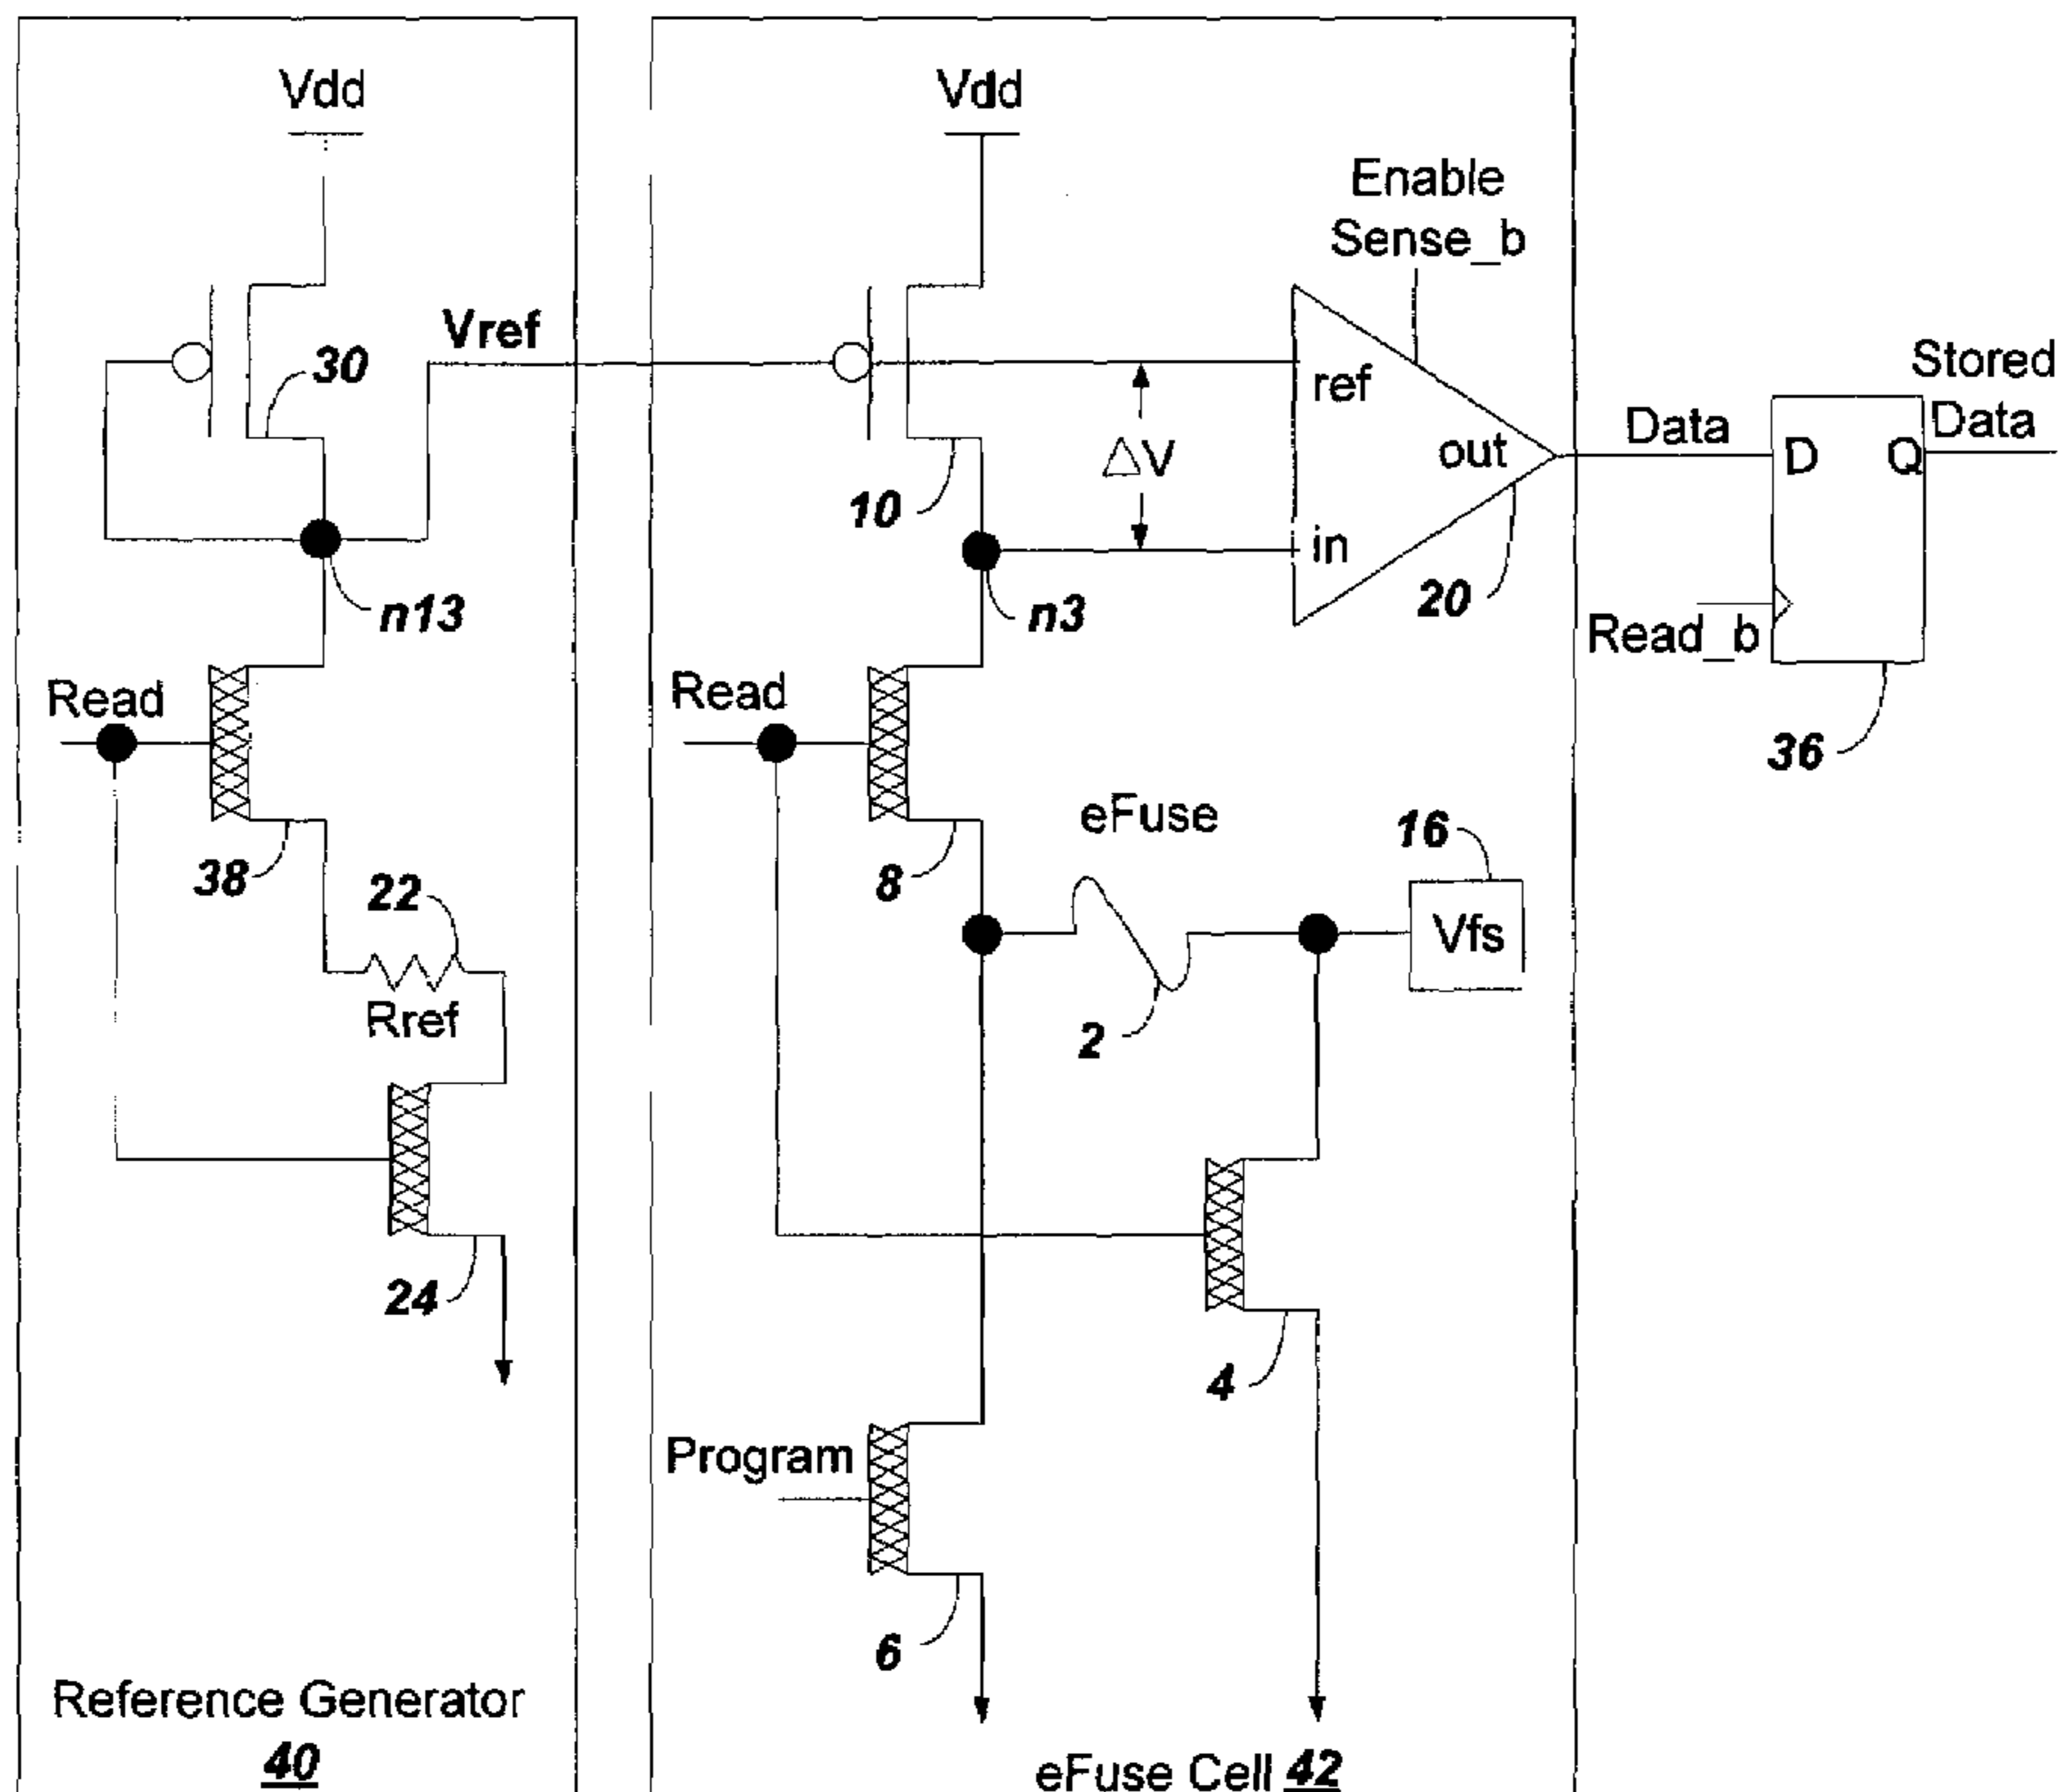 Vdd
30
Vref
n13
Read
38
22
Rref
24
Reference Generator
40
Vdd
Enable
Sense_b
ref
△V
out
in
10
n3
20
Data
Stored
Data
D
Q
Read_b
36
Read
8
eFuse
16
Vfs
2
4
Program
6
eFuse Cell 42